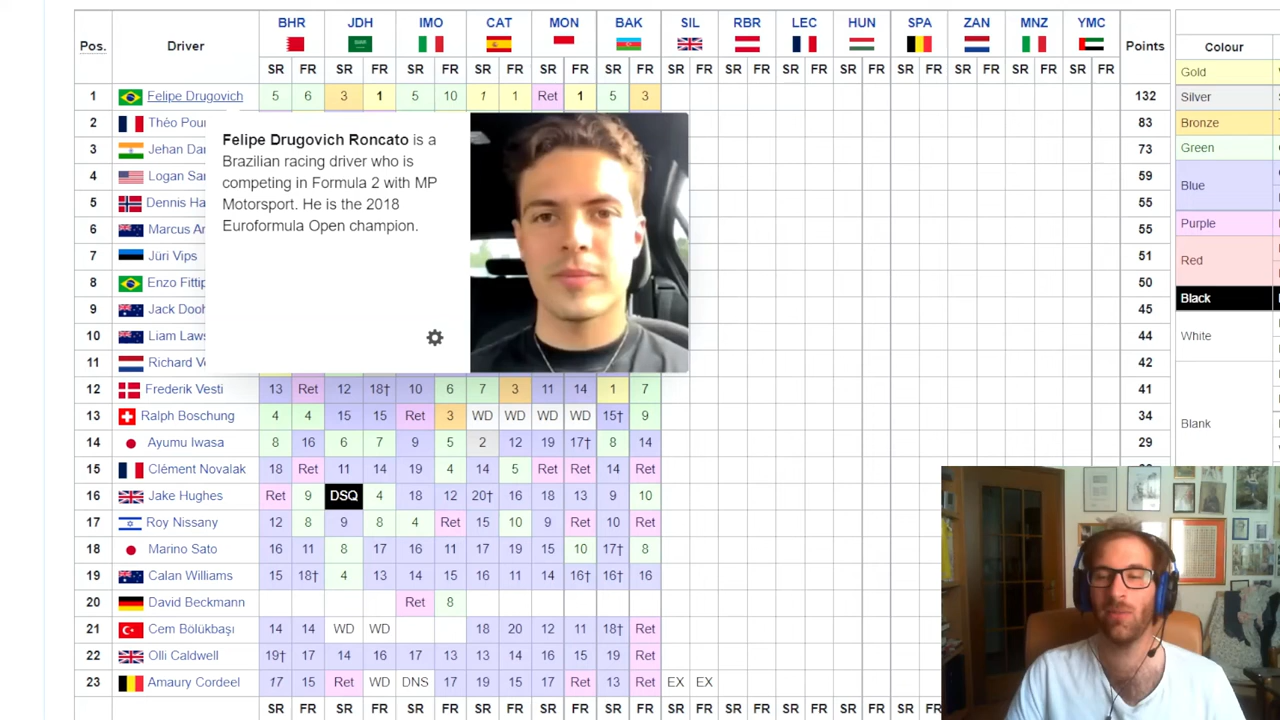 BHR JDH IMO CAT MON BAK SIL RBR LEC HUN SPA ZAN MNZ YMC
Pos. Driver Points Colour
SR FR SR FR SR FR SR FR SR FR SR FR SR FR SR FR SR FR SR FR SR FR SR FR SR FR SR FR
Gold
1 Felipe Drugovich 5 6 3 1 5 10 1 1 Ret 1 5 3 132
Silver
2 Théo Pour 83
Bronze
3 Jehan Dar 73
Green
4 Logan Sar 59
Blue
5 Dennis Ha 55
6 Marcus Ar 55
Purple
7 Jüri Vips 51
Red
8 Enzo Fittip 50
Black
9 Jack Dooh 45
10 Liam Laws 44
White
11 Richard Ve 42
Felipe Drugovich Roncato is a
Brazilian racing driver who is
competing in Formula 2 with MP
Motorsport. He is the 2018
Euroformula Open champion.
12 Frederik Vesti 13 Ret 12 18† 10 6 7 3 11 14 1 7 41
13 Ralph Boschung 4 4 15 15 Ret 3 WD WD WD WD 15† 9 34
Blank
14 Ayumu Iwasa 8 16 6 7 9 5 2 12 19 17† 8 14 29
15 Clément Novalak 18 Ret 11 14 19 4 14 5 Ret Ret 14 Ret
16 Jake Hughes Ret 9 DSQ 4 18 12 20† 16 18 13 9 10
17 Roy Nissany 12 8 9 8 4 Ret 15 10 9 Ret 10 Ret
18 Marino Sato 16 11 8 17 16 11 17 19 15 10 17† 8
19 Calan Williams 15 18† 4 13 14 15 16 11 14 16† 16† 16
20 David Beckmann Ret 8
21 Cem Bölükbaşı 14 14 WD WD 18 20 12 11 18† Ret
22 Olli Caldwell 19† 17 14 16 17 13 13 14 16 15 19 Ret
23 Amaury Cordeel 17 15 Ret WD DNS 17 19 15 17 Ret 13 Ret EX EX
SR FR SR FR SR FR SR FR SR FR SR FR SR FR SR FR SR FR SR FR SR